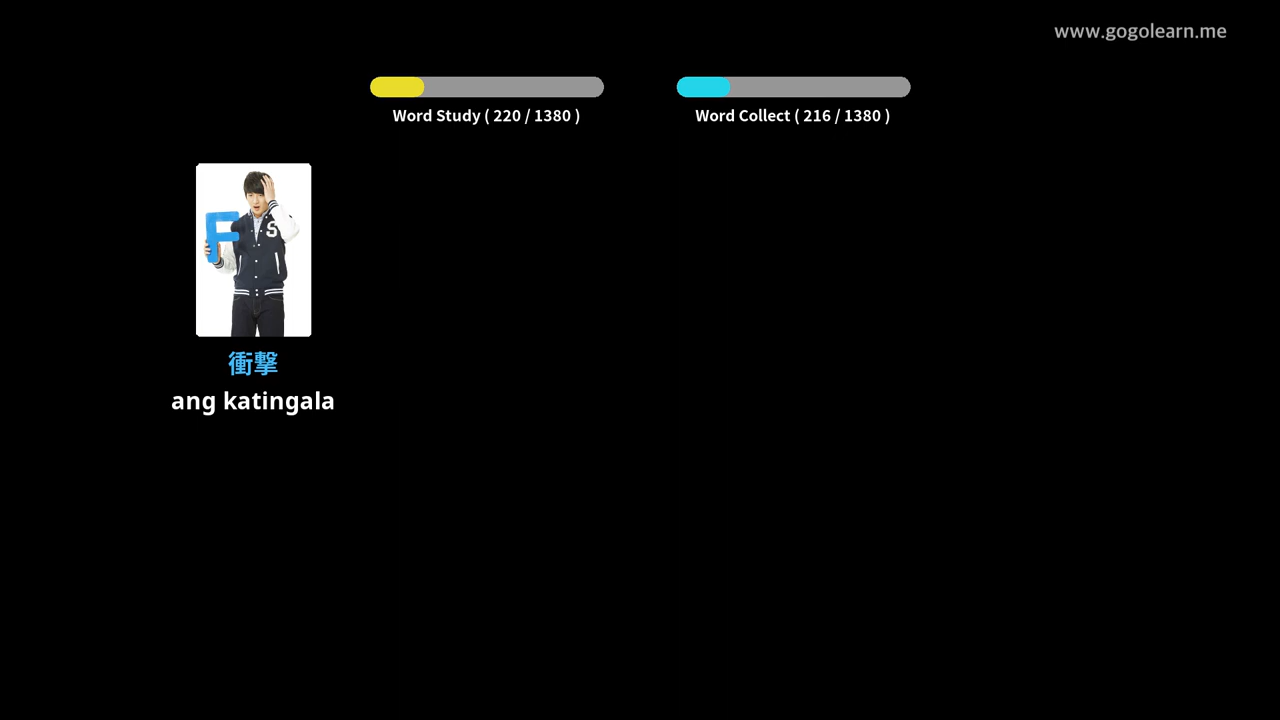 www.gogolearn.me
Word Study ( 220 / 1380 )
Word Collect ( 216 / 1380 )
F
S
衝撃
ang katingala